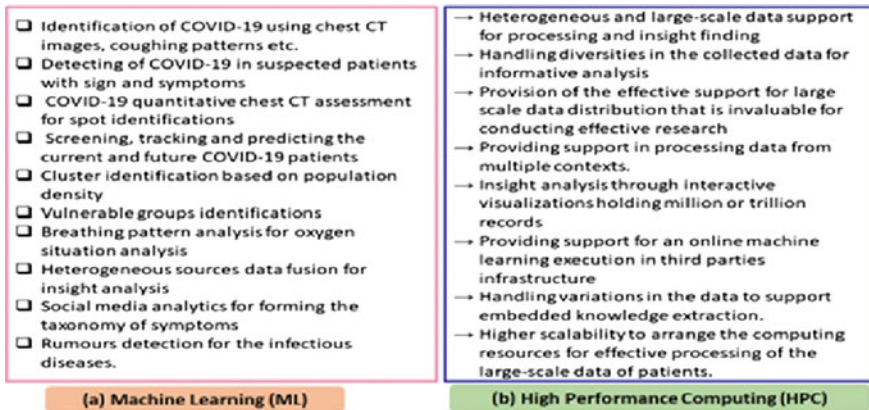 ❑ Identification of COVID-19 using chest CT
images, coughing patterns etc.
❑ Detecting of COVID-19 in suspected patients
with sign and symptoms
❑ COVID-19 quantitative chest CT assessment
for spot identifications
❑ Screening, tracking and predicting the
current and future COVID-19 patients
❑ Cluster identification based on population
density
❑ Vulnerable groups identifications
❑ Breathing pattern analysis for oxygen
situation analysis
❑ Heterogeneous sources data fusion for
insight analysis
❑ Social media analytics for forming the
taxonomy of symptoms
❑ Rumours detection for the infectious
diseases.
(a) Machine Learning (ML)
→ Heterogeneous and large-scale data support
for processing and insight finding
→ Handling diversities in the collected data for
informative analysis
→ Provision of the effective support for large
scale data distribution that is invaluable for
conducting effective research
→ Providing support in processing data from
multiple contexts.
→ Insight analysis through interactive
visualizations holding million or trillion
records
→ Providing support for an online machine
learning execution in third parties
infrastructure
→ Handling variations in the data to support
embedded knowledge extraction.
→ Higher scalability to arrange the computing
resources for effective processing of the
large-scale data of patients.
(b) High Performance Computing (HPC)